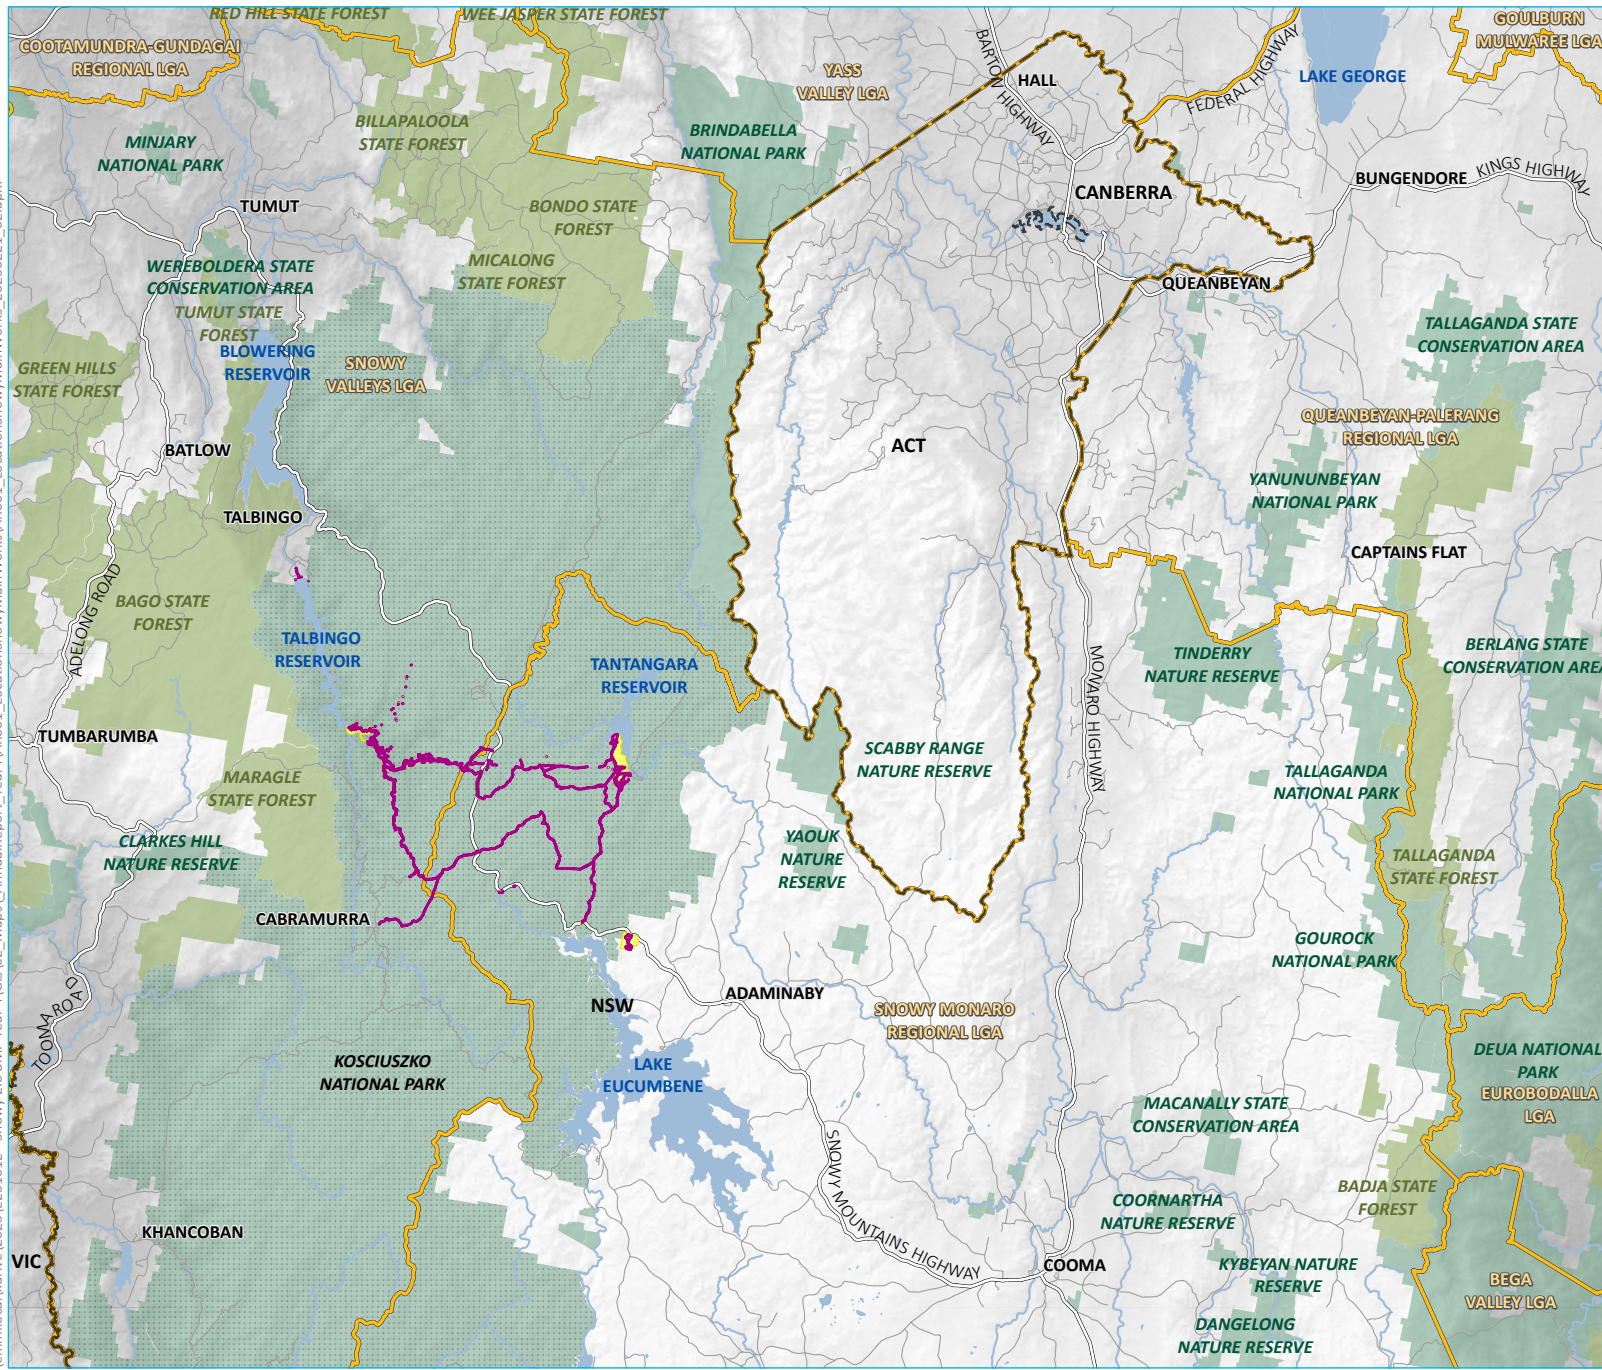 RED HILL STATE FOREST
WEE JASPER STATE FOREST
GOULBURN
MULWAREE LGA
COOTAMUNDRA-GUNDAGAI
REGIONAL LGA
YASS
VALLEY LGA
BARTON HIGHWAY
HALL
FEDERAL HIGHWAY
LAKE GEORGE
MINJARY
NATIONAL PARK
BILLAPALOOLA
STATE FOREST
BRINDABELLA
NATIONAL PARK
BUNGENDORE
KINGS HIGHWAY
CANBERRA
TUMUT
BONDO STATE
FOREST
MICALONG
STATE FOREST
WEREBOLDERA STATE
CONSERVATION AREA
TUMUT STATE
FOREST
QUEANBEYAN
BLOWERING
RESERVOIR
SNOWY
VALLEYS LGA
GREEN HILLS
STATE FOREST
TALLAGANDA STATE
CONSERVATION AREA
QUEANBEYAN-PALERANG
REGIONAL LGA
BATLOW
ACT
YANUNUNBEYAN
NATIONAL PARK
TALBINGO
CAPTAINS FLAT
ADELONG ROAD
BAGO STATE
FOREST
TALBINGO
RESERVOIR
TANTANGARA
RESERVOIR
MONARO HIGHWAY
TINDERRY
NATURE RESERVE
BERLANG STATE
CONSERVATION AREA
TUMBARUMBA
SCABBY RANGE
NATURE RESERVE
MARAGLE
STATE FOREST
TALLAGANDA
NATIONAL PARK
CLARKES HILL
NATURE RESERVE
YAOUK
NATURE
RESERVE
TALLAGANDA
STATE FOREST
CABRAMURRA
GOUROCK
NATIONAL PARK
TOOMA ROAD
NSW
ADAMINABY
SNOWY MONARO
REGIONAL LGA
KOSCIUSZKO
NATIONAL PARK
LAKE
EUCUMBENE
DEUA NATIONAL
PARK
EUROBODALLA
LGA
MACANALLY STATE
CONSERVATION AREA
SNOWY MOUNTAINS HIGHWAY
COORNARTHA
NATURE RESERVE
BADJA STATE
FOREST
KHANCOBAN
VIC
COOMA
KYBEYAN NATURE
RESERVE
BEGA
VALLEY LGA
DANGELONG
NATURE RESERVE